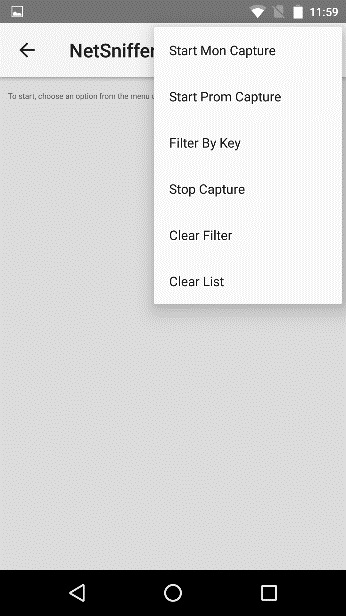 11:59
NetSniffer
Start Mon Capture
To start, choose an option from the menu
Start Prom Capture
Filter By Key
Stop Capture
Clear Filter
Clear List